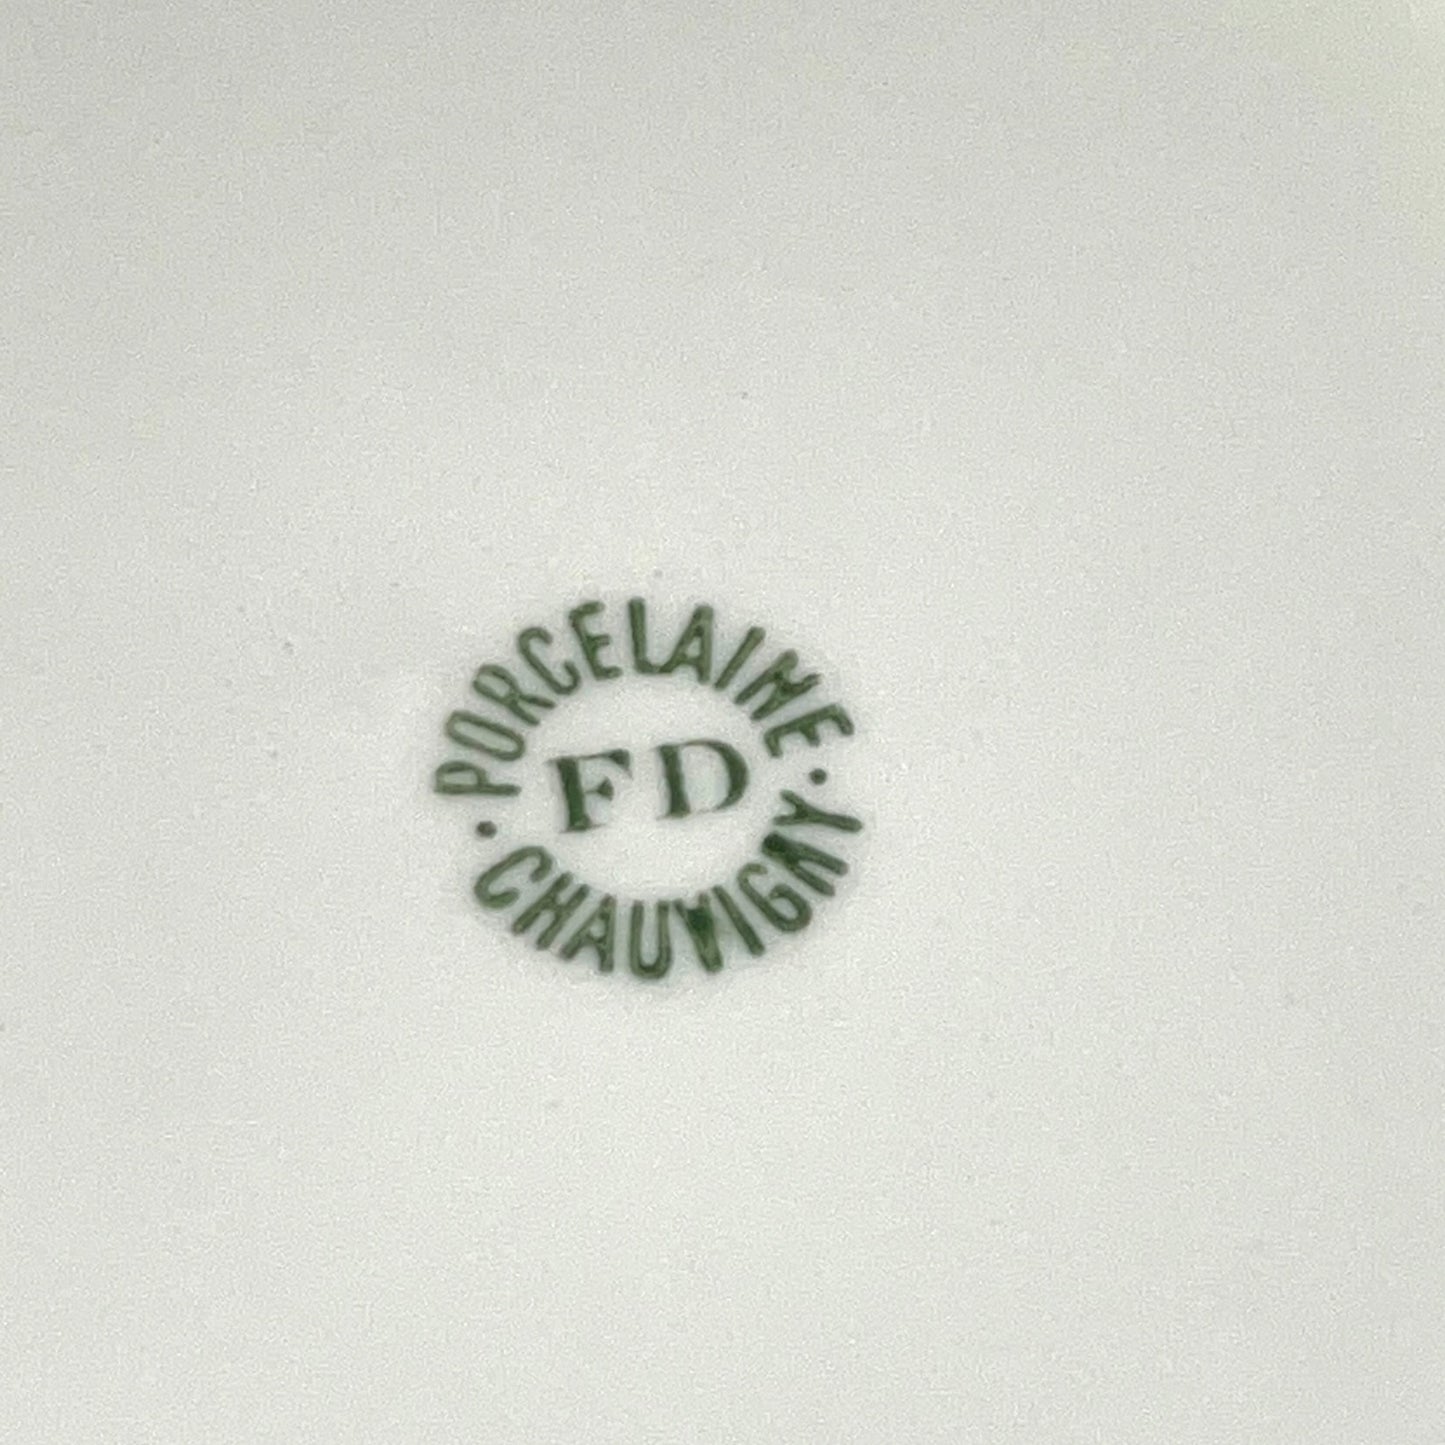 PORCELAINE
FD
· CHAUVIGNY ·